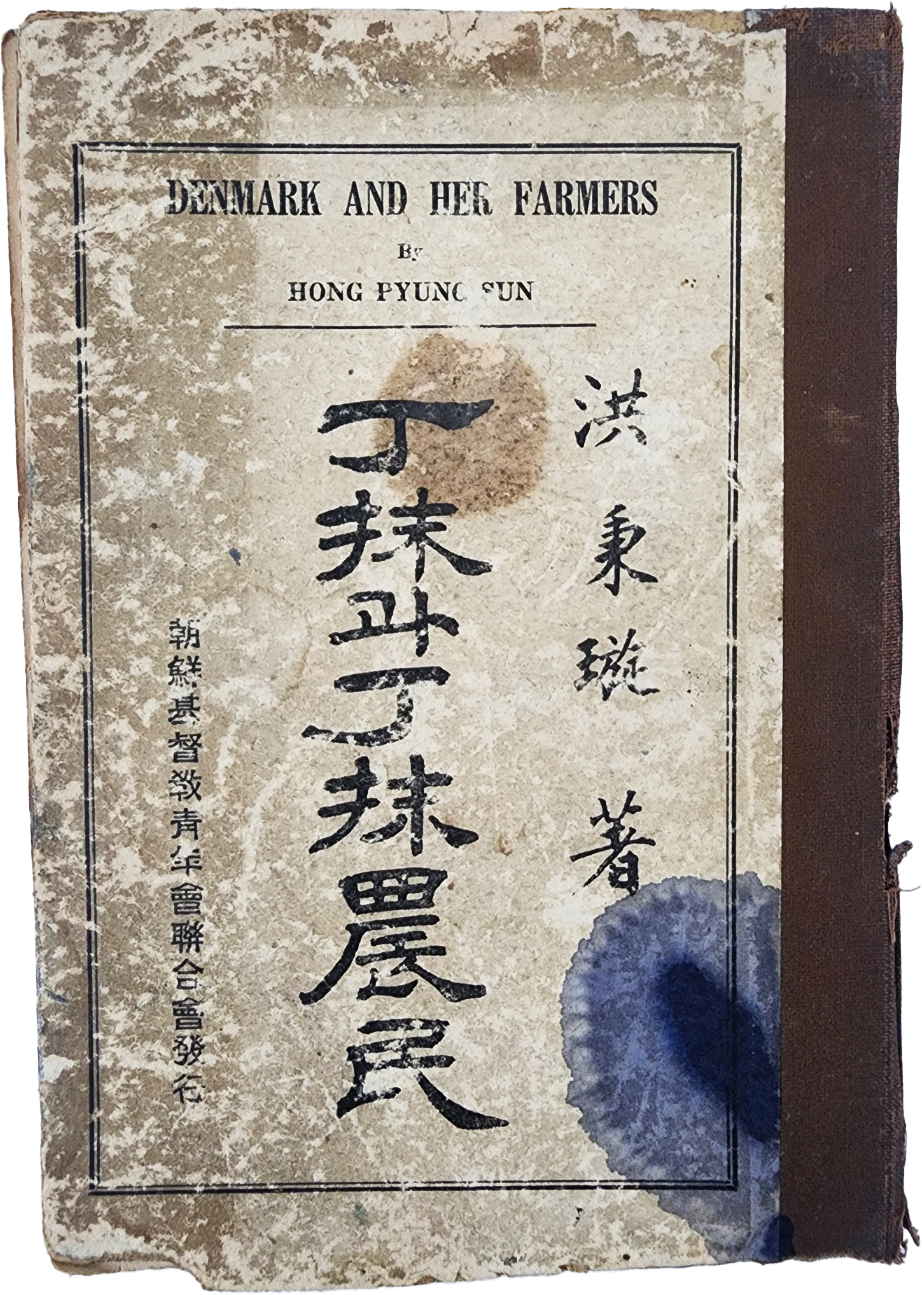 DENMARK AND HER FARMERS
By
HONG PYUNG SUN
洪秉璇 著
丁抹과丁抹農民
朝鮮基督敎靑年會聯合會發行